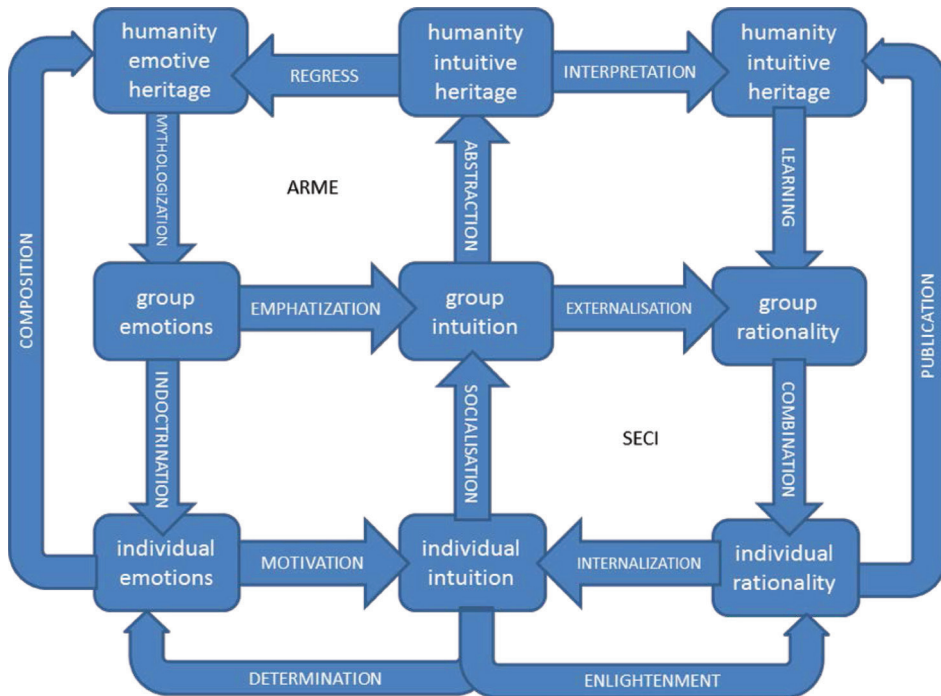 humanity
emotive
heritage
REGRESS
humanity
intuitive
heritage
INTERPRETATION
humanity
intuitive
heritage
MYTHOLOGIZATION
ARME
ABSTRACTION
LEARNING
COMPOSITION
group
emotions
EMPHATIZATION
group
intuition
EXTERNALISATION
group
rationality
PUBLICATION
INDOCTRINATION
SOCIALISATION
SECI
COMBINATION
individual
emotions
MOTIVATION
individual
intuition
INTERNALIZATION
individual
rationality
DETERMINATION
ENLIGHTENMENT